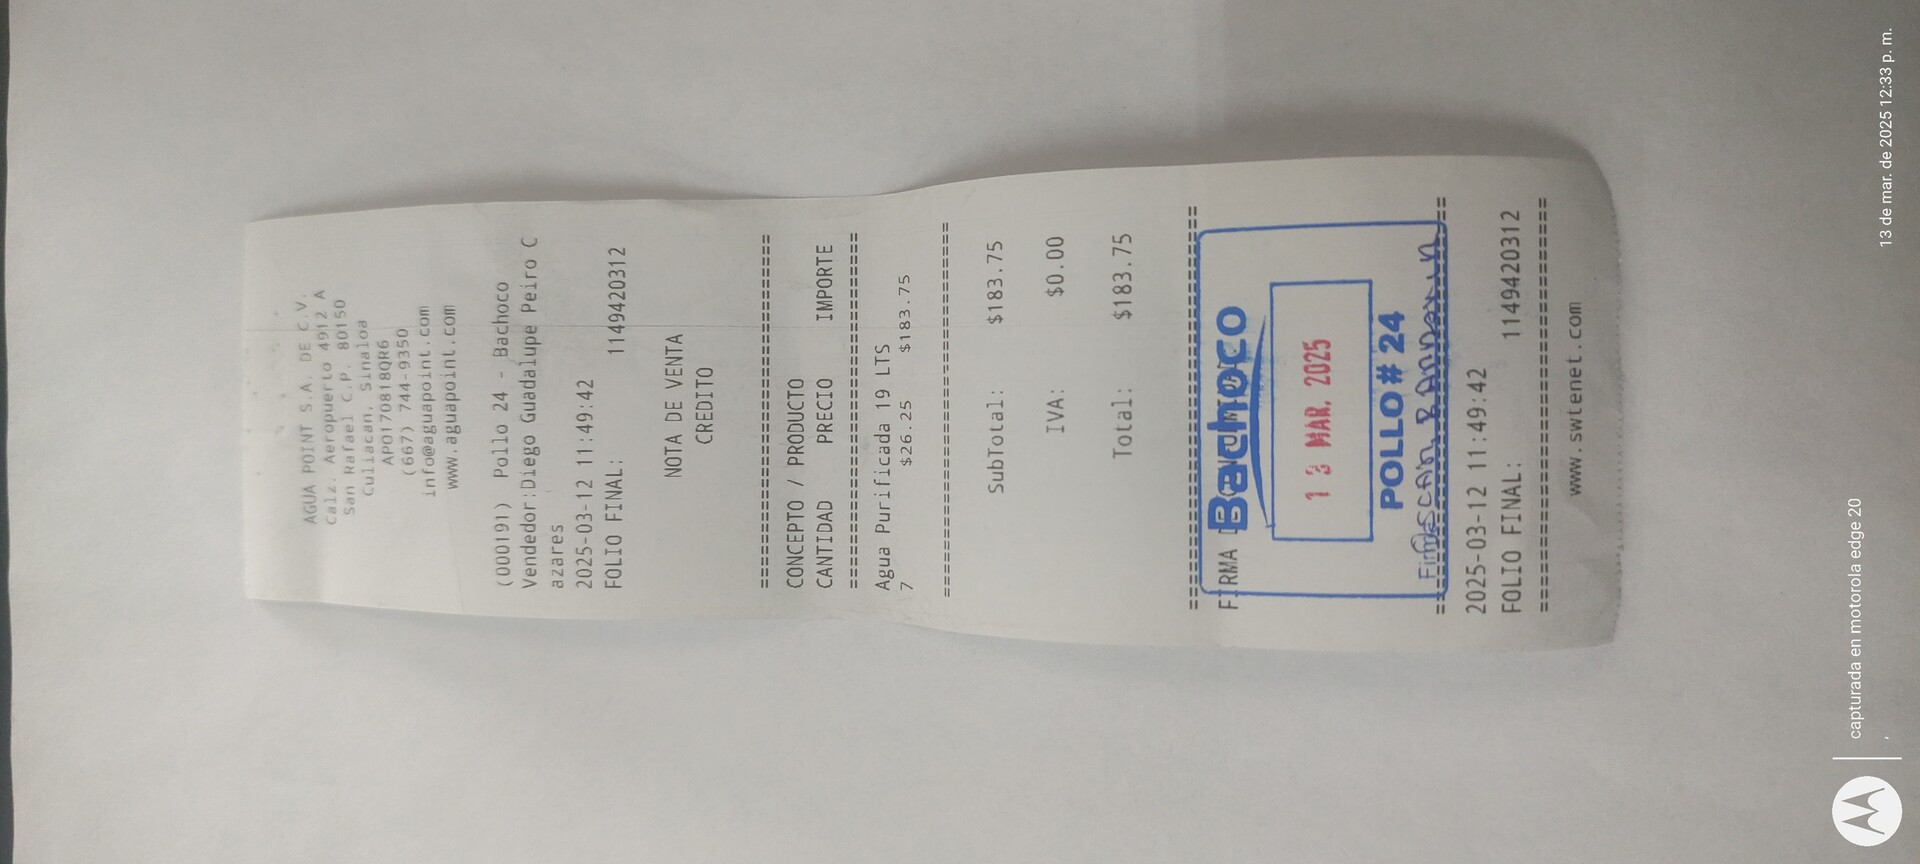 AGUA POINT S.A. DE C.V.
Calz. Aeropuerto 4912 A
San Rafael C.P. 80150
Culiacan, Sinaloa
APO170818QR6
(667) 744-9350
info@aguapoint.com
www.aguapoint.com
(000191) Pollo 24 - Bachoco
Vendedor:Diego Guadalupe Peiro C
azares
2025-03-12 11:49:42
FOLIO FINAL: 1149420312
NOTA DE VENTA
CREDITO
================================
CONCEPTO / PRODUCTO
CANTIDAD PRECIO IMPORTE
================================
Agua Purificada 19 LTS
7 $26.25 $183.75
================================
SubTotal: $183.75
IVA: $0.00
Total: $183.75
================================
FIRMA
Bachoco
13 MAR. 2025
POLLO # 24
================================
2025-03-12 11:49:42
FOLIO FINAL: 1149420312
================================
www.swtenet.com
capturada en motorola edge 20
13 de mar. de 2025 12:33 p. m.